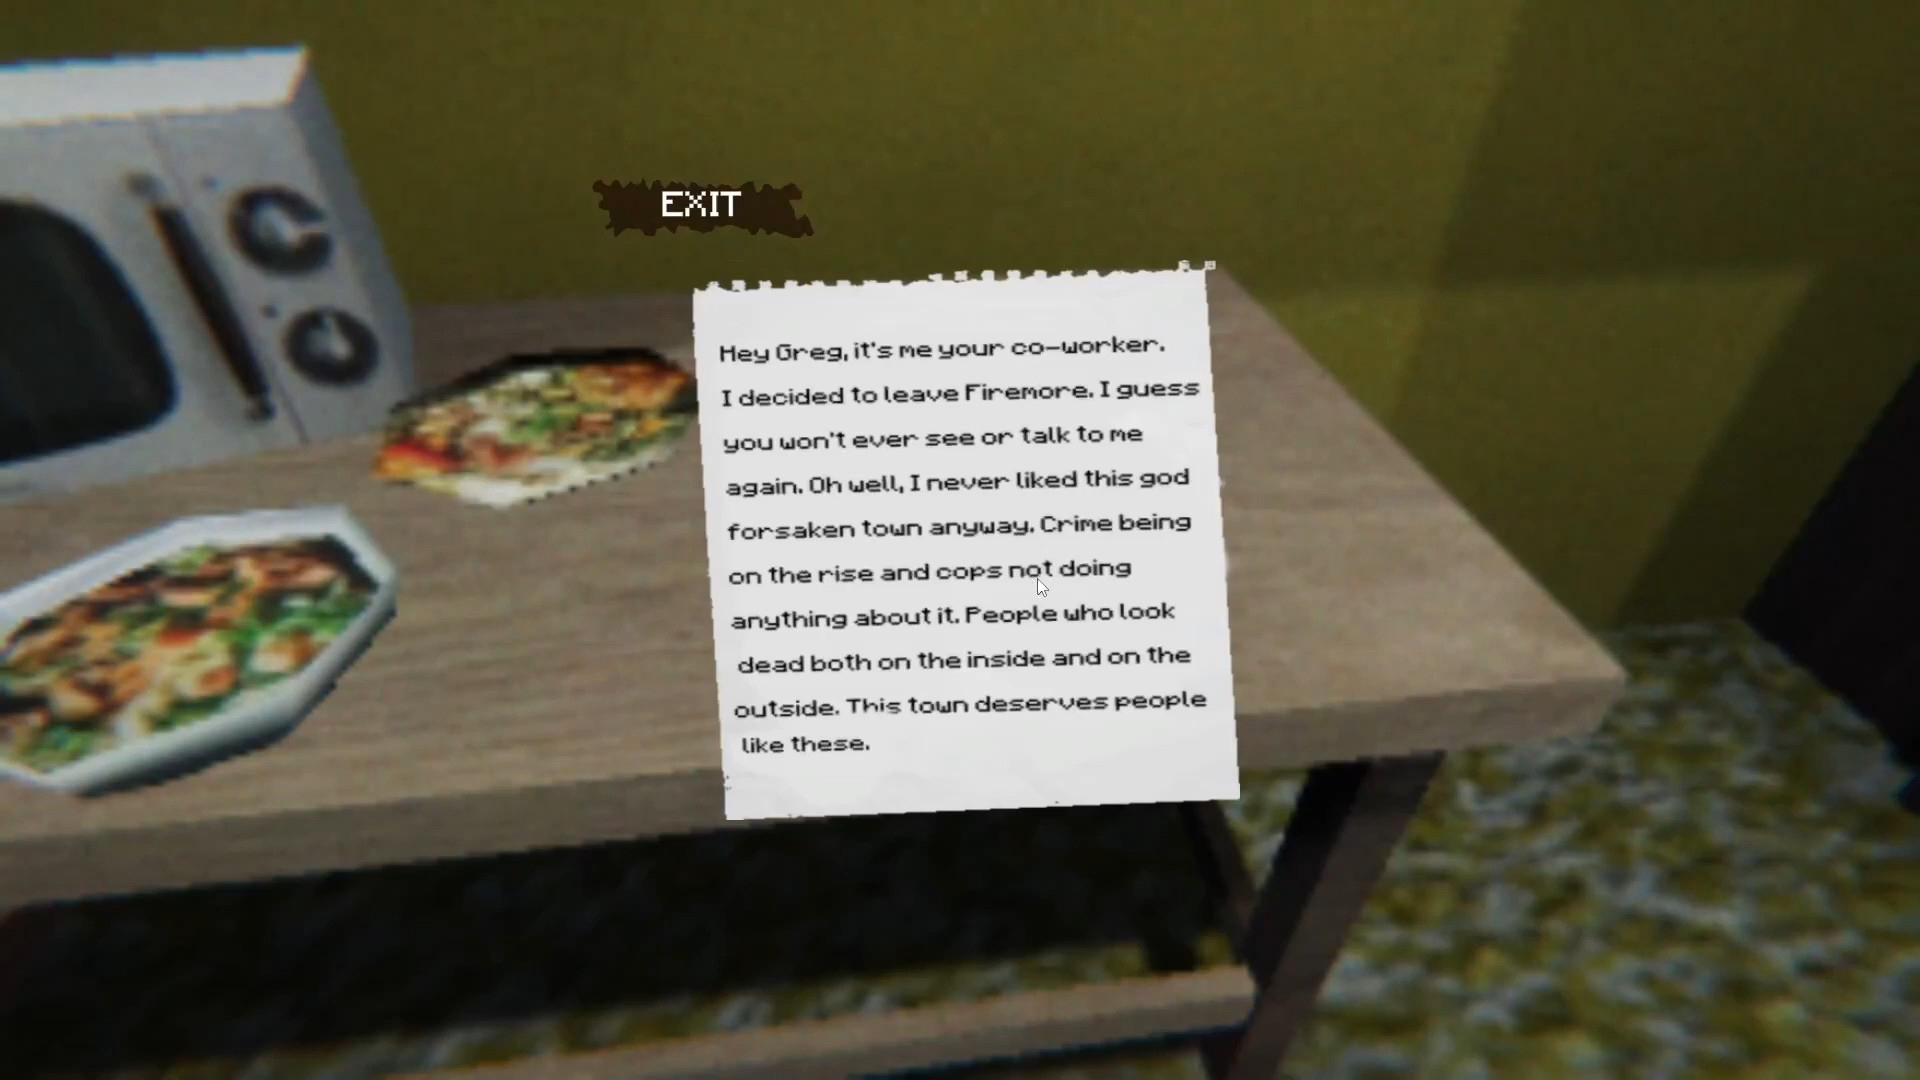 EXIT
Hey Greg, it's me your co-worker.
I decided to leave Firemore. I guess
you won't ever see or talk to me
again. Oh well, I never liked this god
forsaken town anyway. Crime being
on the rise and cops not doing
anything about it. People who look
dead both on the inside and on the
outside. This town deserves people
like these.